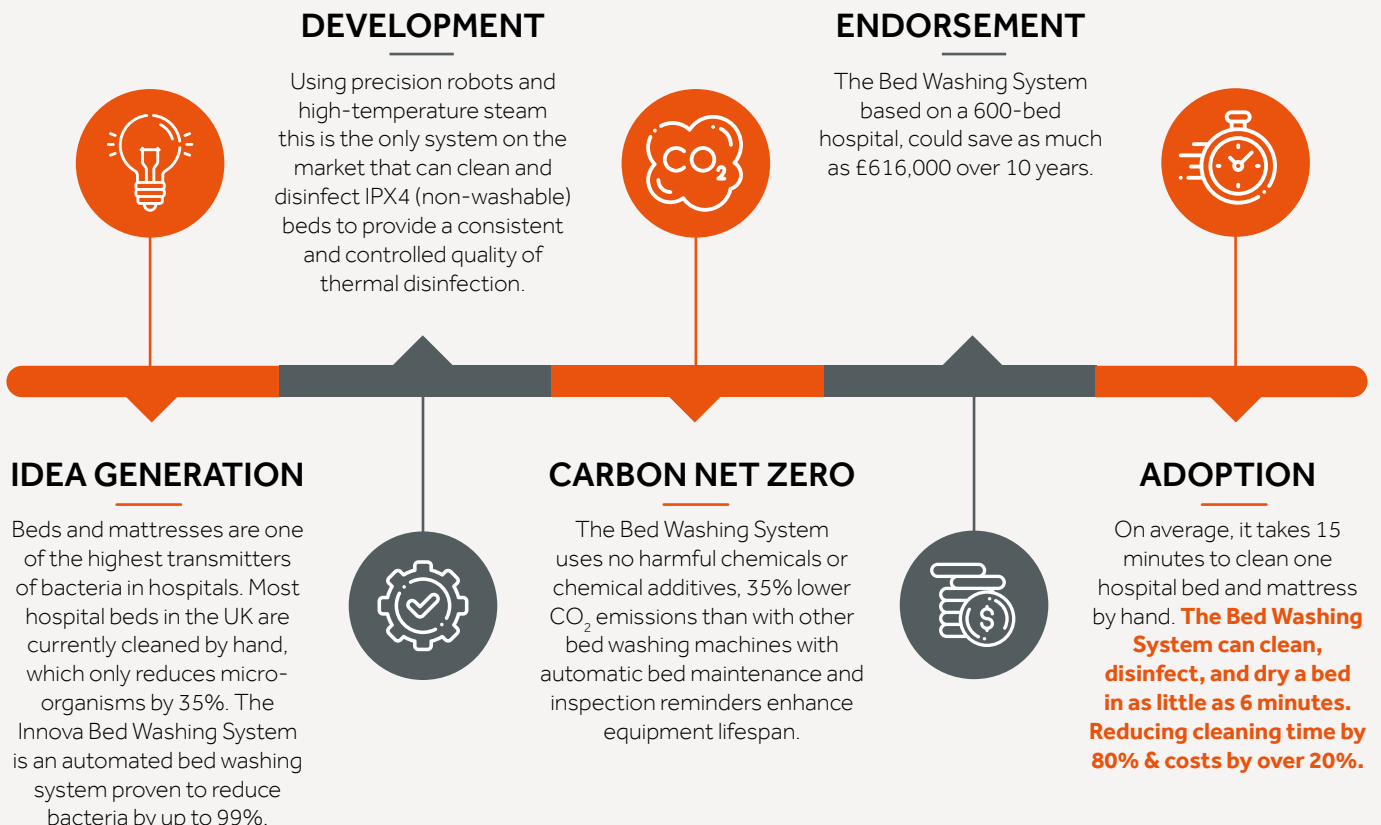 DEVELOPMENT
Using precision robots and
high-temperature steam
this is the only system on the
market that can clean and
disinfect IPX4 (non-washable)
beds to provide a consistent
and controlled quality of
thermal disinfection.
CO₂
ENDORSEMENT
The Bed Washing System
based on a 600-bed
hospital, could save as much
as £616,000 over 10 years.
IDEA GENERATION
Beds and mattresses are one
of the highest transmitters
of bacteria in hospitals. Most
hospital beds in the UK are
currently cleaned by hand,
which only reduces micro-
organisms by 35%. The
Innova Bed Washing System
is an automated bed washing
system proven to reduce
bacteria by up to 99%.
CARBON NET ZERO
The Bed Washing System
uses no harmful chemicals or
chemical additives, 35% lower
CO₂ emissions than with other
bed washing machines with
automatic bed maintenance and
inspection reminders enhance
equipment lifespan.
$
ADOPTION
On average, it takes 15
minutes to clean one
hospital bed and mattress
by hand. The Bed Washing
System can clean,
disinfect, and dry a bed
in as little as 6 minutes.
Reducing cleaning time by
80% & costs by over 20%.